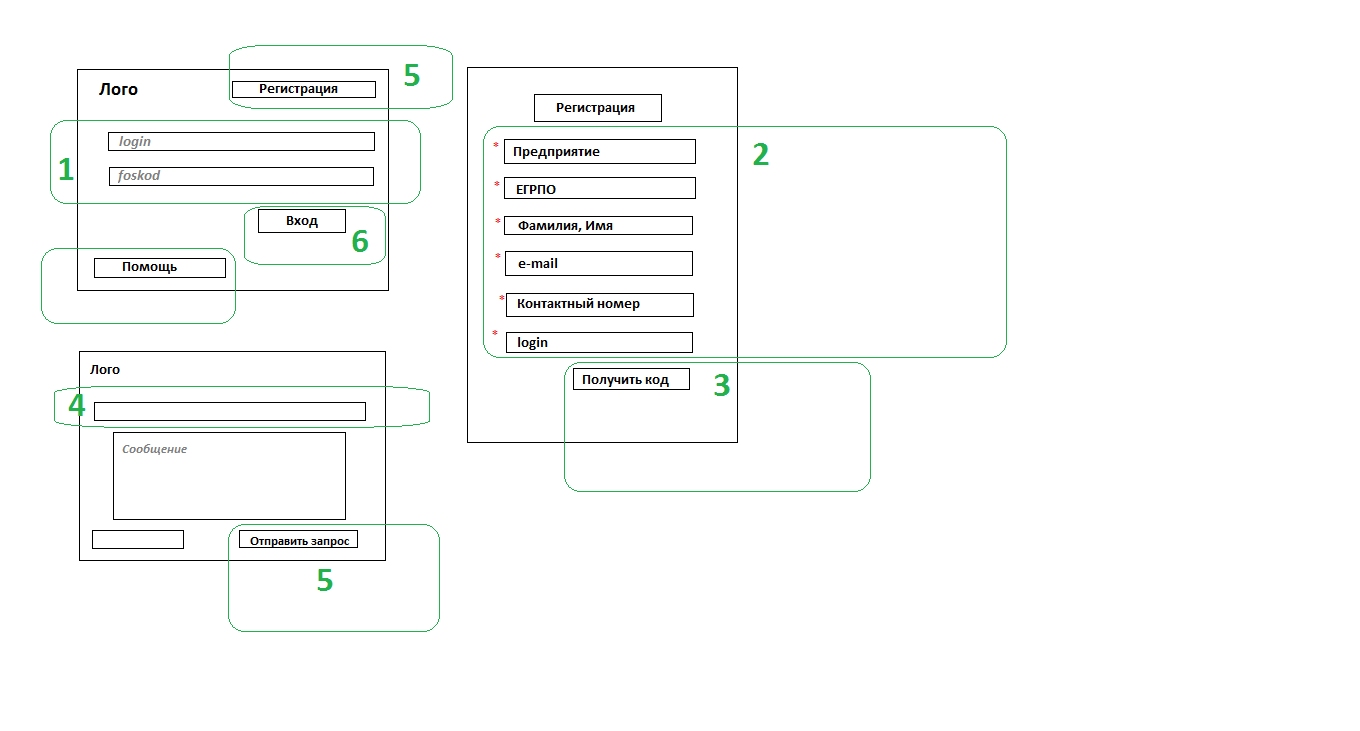 Лого
Регистрация
5
login
1
foskod
Вход
6
Помощь
Регистрация
* Предприятие
2
* ЕГРПО
* Фамилия, Имя
* e-mail
* Контактный номер
* login
Получить код
3
Лого
4
Сообщение
Отправить запрос
5